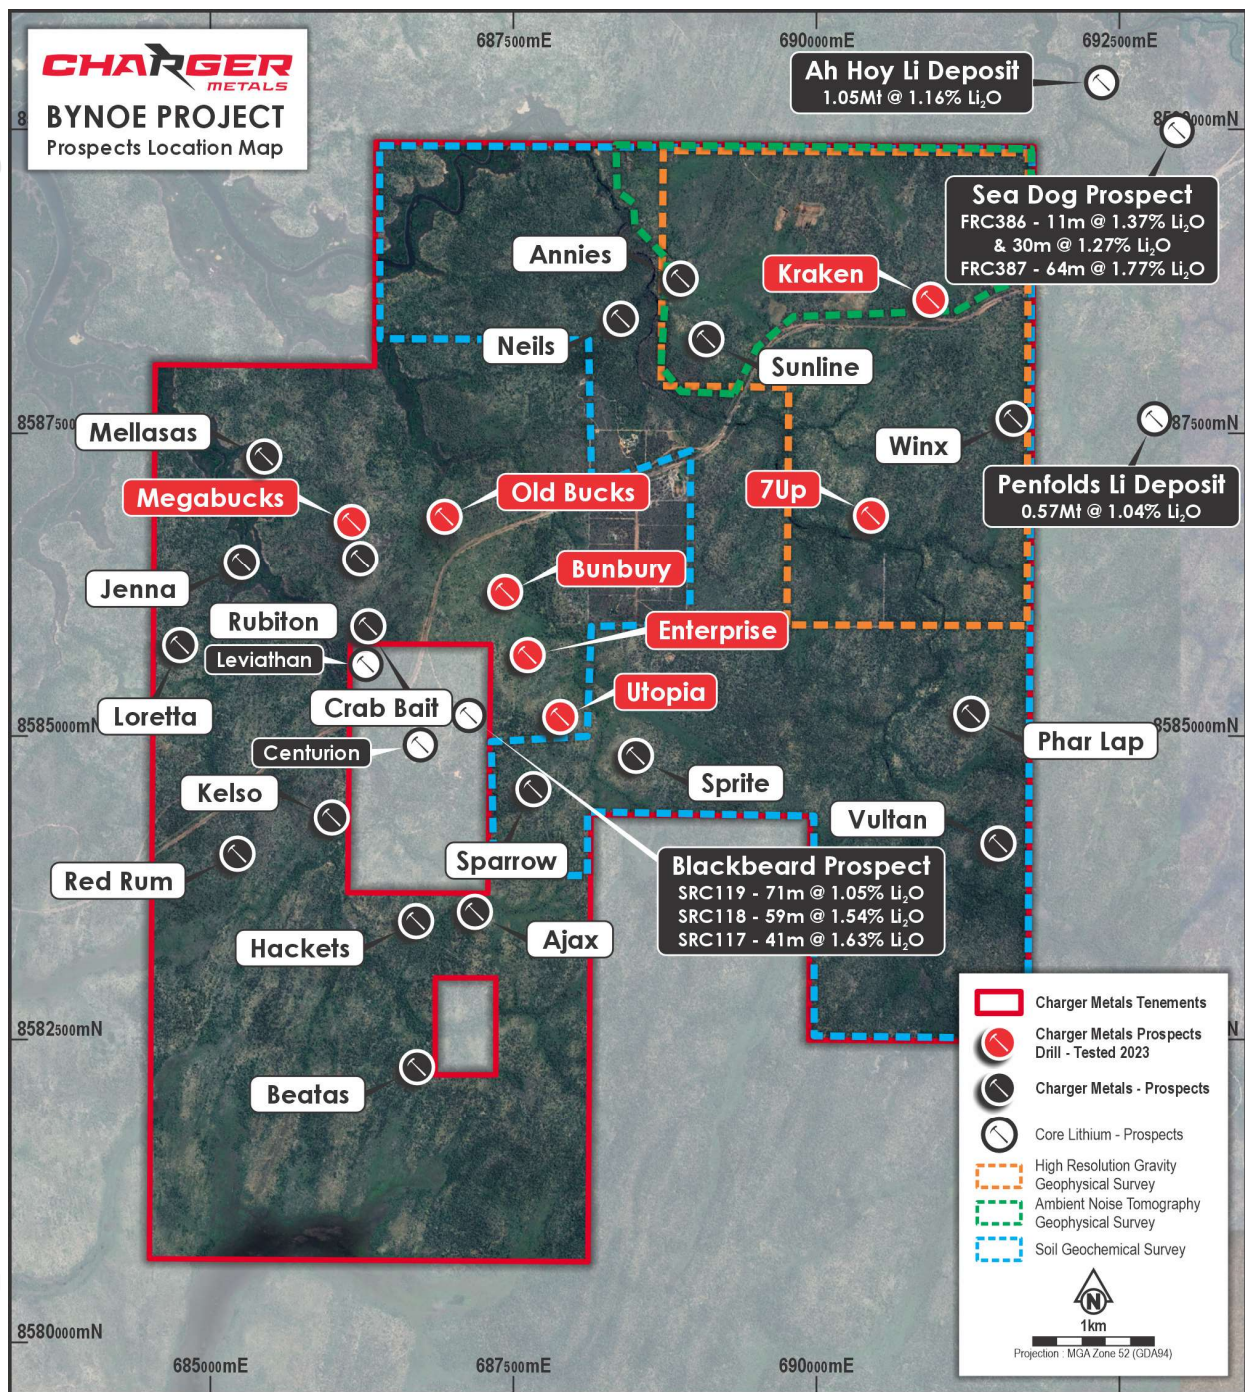 CHARGER
METALS
BYNOE PROJECT
Prospects Location Map
687500mE
690000mE
692500mE
Ah Hoy Li Deposit
1.05Mt @ 1.16% Li2O
000mN
Sea Dog Prospect
FRC386 - 11m @ 1.37% Li2O
& 30m @ 1.27% Li2O
FRC387 - 64m @ 1.77% Li2O
Annies
Kraken
Neils
Sunline
8587500
87500mN
Mellasas
Winx
Megabucks
Old Bucks
7Up
Penfolds Li Deposit
0.57Mt @ 1.04% Li2O
Jenna
Bunbury
Rubiton
Enterprise
Leviathan
Utopia
Loretta
Crab Bait
8585000mN
8585000mN
Centurion
Phar Lap
Kelso
Sprite
Vultan
Sparrow
Red Rum
Blackbeard Prospect
SRC119 - 71m @ 1.05% Li2O
SRC118 - 59m @ 1.54% Li2O
SRC117 - 41m @ 1.63% Li2O
Hackets
Ajax
8582500mN
N
Beatas
Charger Metals Tenements
Charger Metals Prospects
Drill - Tested 2023
Charger Metals - Prospects
Core Lithium - Prospects
High Resolution Gravity
Geophysical Survey
Ambient Noise Tomography
Geophysical Survey
Soil Geochemical Survey
N
1km
Projection : MGA Zone 52 (GDA94)
8580000mN
685000mE
687500mE
690000mE